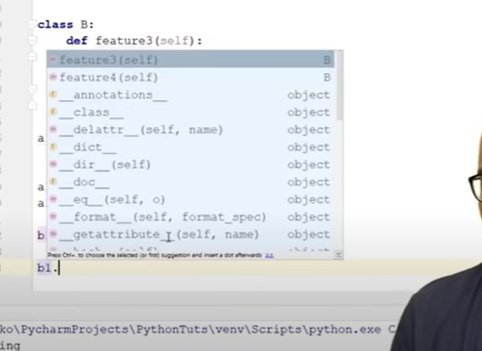 class B:
def feature3(self):
feature3(self) B
feature4(self) B
__annotations__ object
__class__ object
__delattr__(self, name) object
__dict__ object
__dir__(self) object
__doc__ object
__eq__(self, o) object
__format__(self, format_spec) object
__getattribute__(self, name) object
Press Ctrl+. to choose the selected (or first) suggestion and insert a dot afterwards >>
a
a
a
b
b1.
ko\PycharmProjects\PythonTuts\venv\Scripts\python.exe C
ing